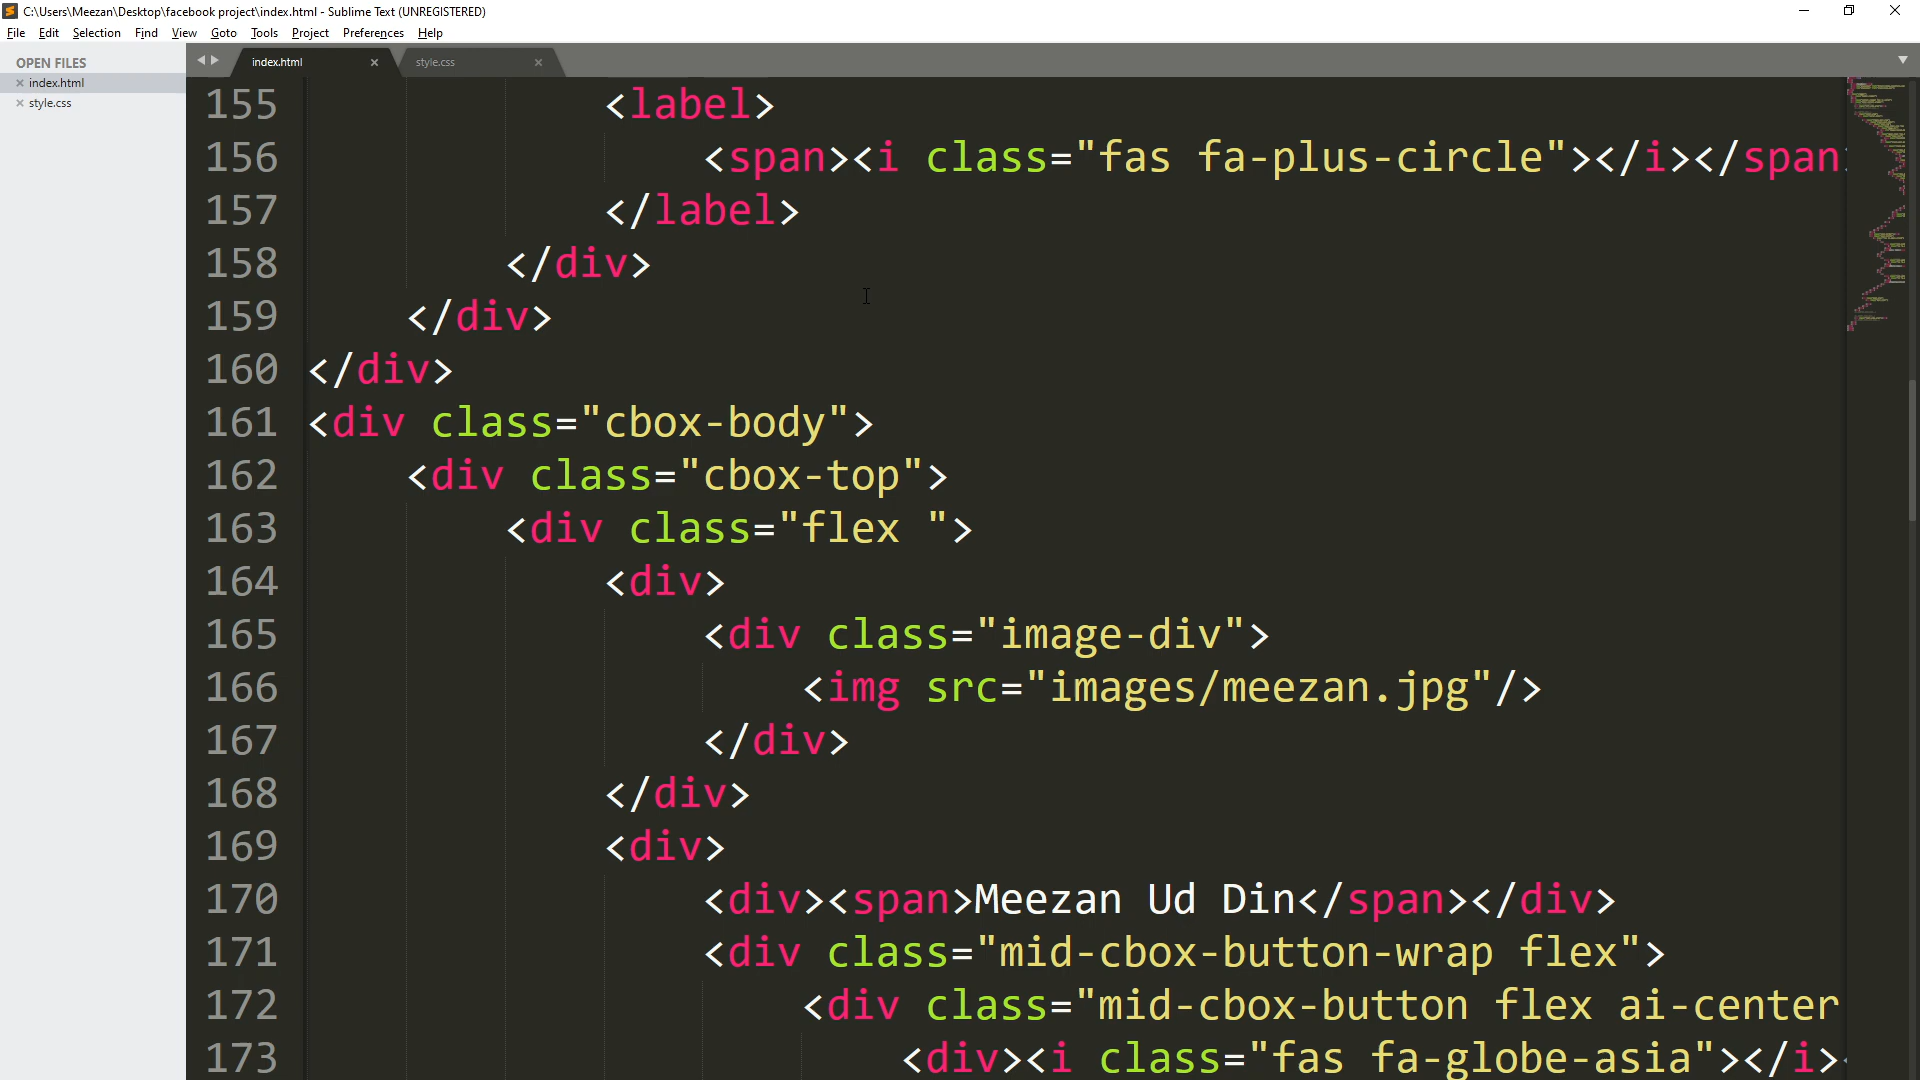 C:\Users\Meezan\Desktop\facebook project\index.html - Sublime Text (UNREGISTERED)
File Edit Selection Find View Goto Tools Project Preferences Help
OPEN FILES
index.html
style.css
index.html
style.css
155 <label>
156 <span><i class="fas fa-plus-circle"></i></span>
157 </label>
158 </div>
159 </div>
160 </div>
161 <div class="cbox-body">
162 <div class="cbox-top">
163 <div class="flex ">
164 <div>
165 <div class="image-div">
166 <img src="images/meezan.jpg"/>
167 </div>
168 </div>
169 <div>
170 <div><span>Meezan Ud Din</span></div>
171 <div class="mid-cbox-button-wrap flex">
172 <div class="mid-cbox-button flex ai-center
173 <div><i class="fas fa-globe-asia"></i><